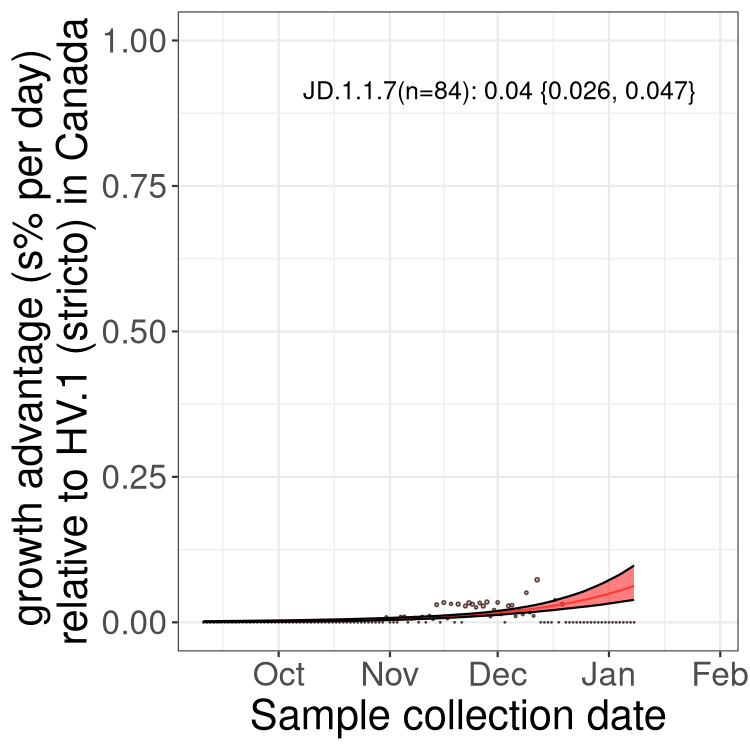 growth advantage (s% per day)
relative to HV.1 (stricto) in Canada
1.00
0.75
0.50
0.25
0.00
JD.1.1.7(n=84): 0.04 {0.026, 0.047}
Oct Nov Dec Jan Feb
Sample collection date